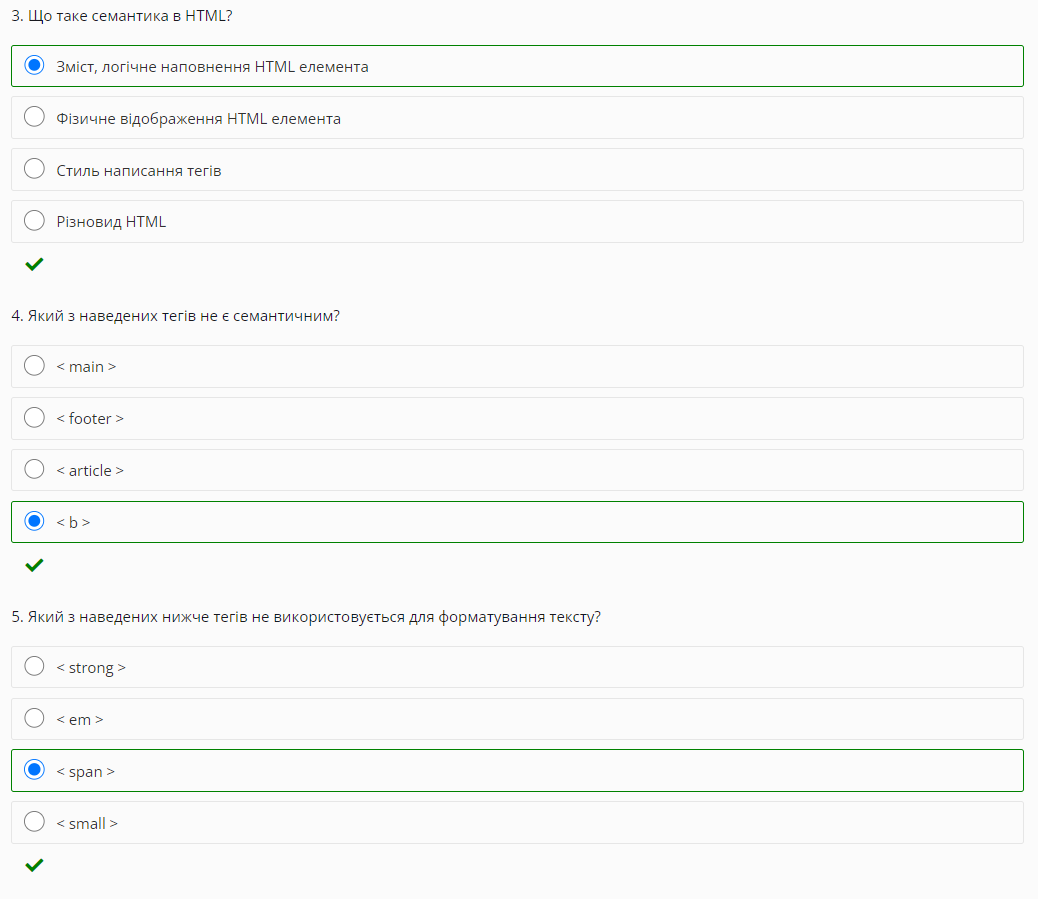 3. Що таке семантика в HTML?
Зміст, логічне наповнення HTML елемента
Фізичне відображення HTML елемента
Стиль написання тегів
Різновид HTML
4. Який з наведених тегів не є семантичним?
< main >
< footer >
< article >
< b >
5. Який з наведених нижче тегів не використовується для форматування тексту?
< strong >
< em >
< span >
< small >